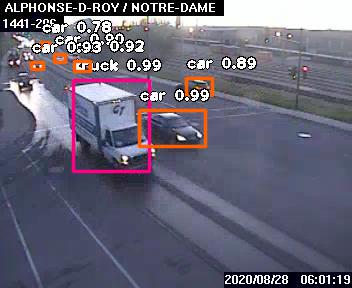 ALPHONSE-D-ROY / NOTRE-DAME
1441-286
car 0.78
car 0.90
car 0.93
0.92
truck 0.99
car 0.89
car 0.99
2020/08/28 06:01:19